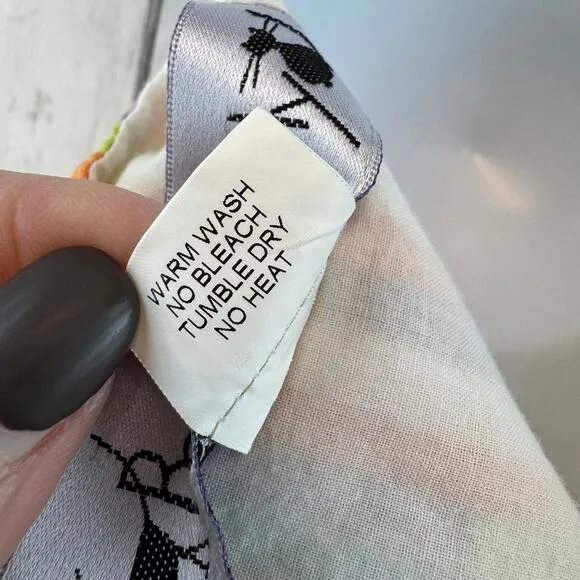 WARM WASH
NO BLEACH
TUMBLE DRY
NO HEAT